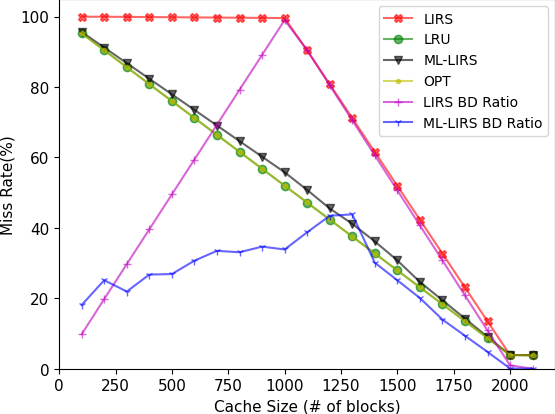 100
80
60
40
20
0
Miss Rate(%)
LIRS
LRU
ML-LIRS
OPT
LIRS BD Ratio
ML-LIRS BD Ratio
0 250 500 750 1000 1250 1500 1750 2000
Cache Size (# of blocks)